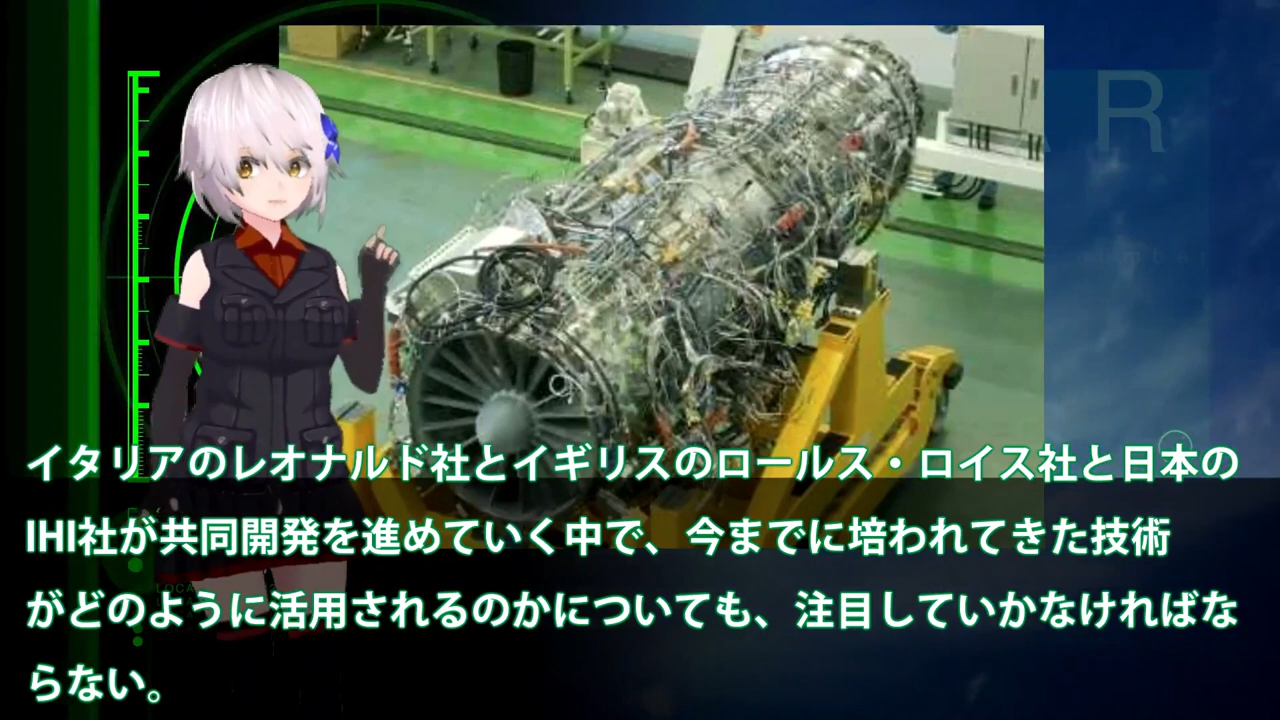 R
イタリアのレオナルド社とイギリスのロールス・ロイス社と日本の
IHI社が共同開発を進めていく中で、今までに培われてきた技術
がどのように活用されるのかについても、注目していかなければな
らない。